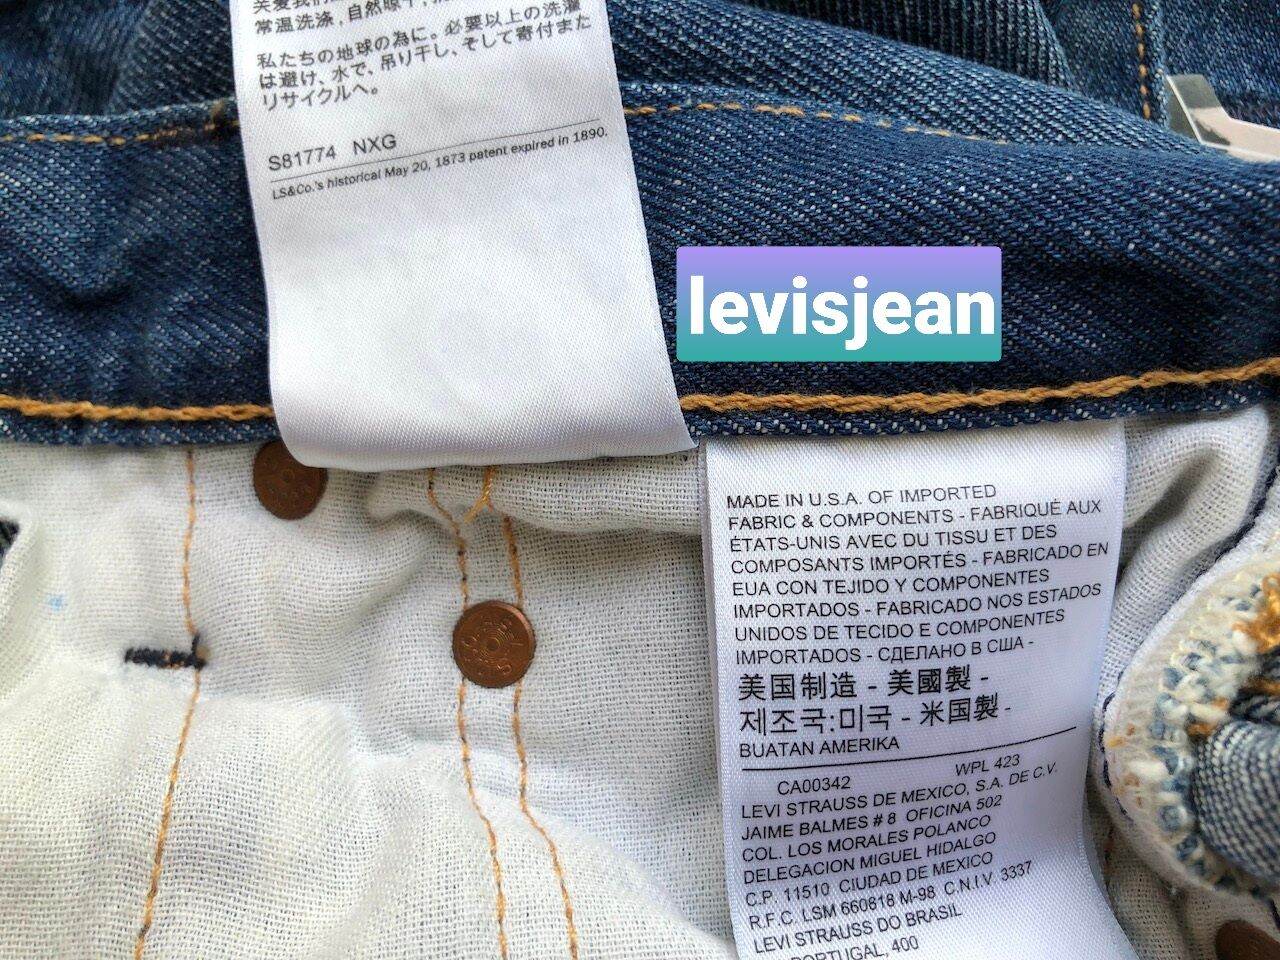 常温洗涤,自然晾干,
私たちの地球の為に。必要以上の洗濯
は避け、水で、吊り干し、そして寄付また
リサイクルへ。
S81774 NXG
LS&Co.'s historical May 20, 1873 patent expired in 1890.
levisjean
MADE IN U.S.A. OF IMPORTED
FABRIC & COMPONENTS - FABRIQUÉ AUX
ÉTATS-UNIS AVEC DU TISSU ET DES
COMPOSANTS IMPORTÉS - FABRICADO EN
EUA CON TEJIDO Y COMPONENTES
IMPORTADOS - FABRICADO NOS ESTADOS
UNIDOS DE TECIDO E COMPONENTES
IMPORTADOS - СДЕЛАНО В США -
美国制造 - 美國製 -
제조국:미국 - 米国製 -
BUATAN AMERIKA
CA00342 WPL 423
LEVI STRAUSS DE MEXICO, S.A. DE C.V.
JAIME BALMES # 8 OFICINA 502
COL. LOS MORALES POLANCO
DELEGACION MIGUEL HIDALGO
C.P. 11510 CIUDAD DE MEXICO
R.F.C. LSM 660818 M-98 C.N.I.V. 3337
LEVI STRAUSS DO BRASIL
PORTUGAL, 400